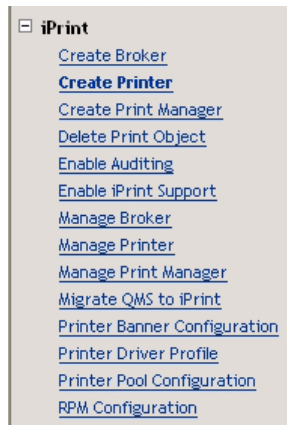 iPrint
Create Broker
Create Printer
Create Print Manager
Delete Print Object
Enable Auditing
Enable iPrint Support
Manage Broker
Manage Printer
Manage Print Manager
Migrate QMS to iPrint
Printer Banner Configuration
Printer Driver Profile
Printer Pool Configuration
RPM Configuration